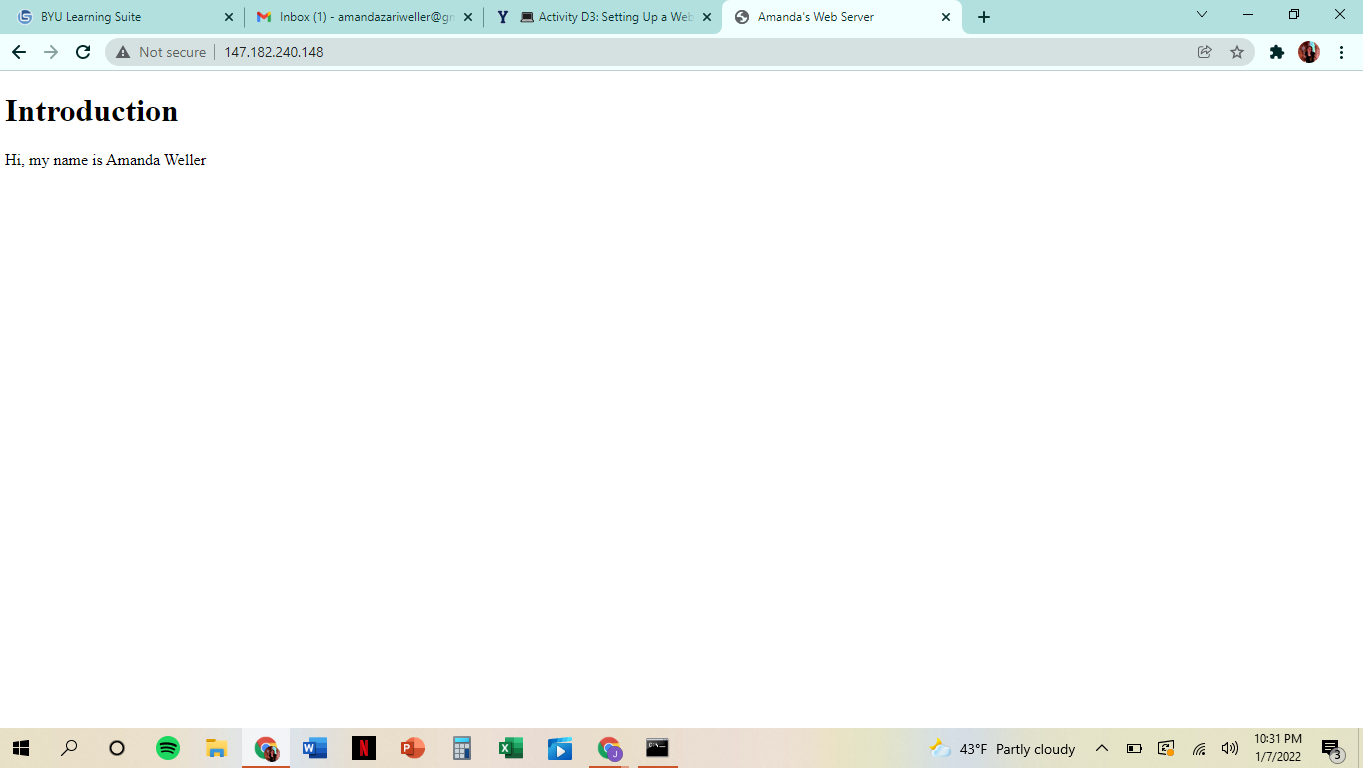 BYU Learning Suite
Inbox (1) - amandazariweller@gn
Activity D3: Setting Up a Web
Amanda's Web Server
Not secure
147.182.240.148
Introduction
Hi, my name is Amanda Weller
43°F Partly cloudy
10:31 PM
1/7/2022
3